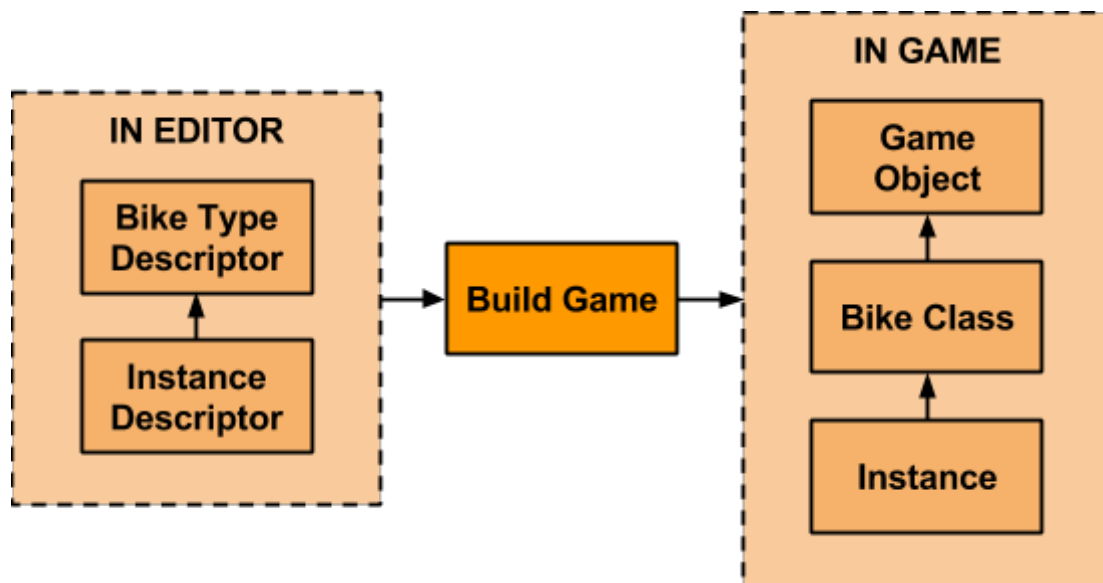 IN EDITOR
Bike Type
Descriptor
Instance
Descriptor
Build Game
IN GAME
Game
Object
Bike Class
Instance